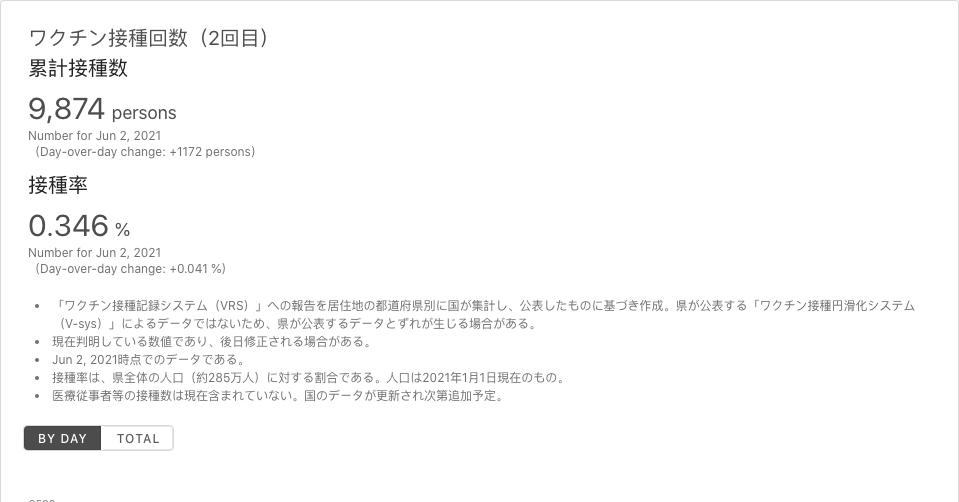 ワクチン接種回数（2回目）
累計接種数
9,874 persons
Number for Jun 2, 2021
（Day-over-day change: +1172 persons)
接種率
0.346 %
Number for Jun 2, 2021
（Day-over-day change: +0.041 %)
• 「ワクチン接種記録システム（VRS）」への報告を居住地の都道府県別に国が集計し、公表したものに基づき作成。県が公表する「ワクチン接種円滑化システム
（V-sys）」によるデータではないため、県が公表するデータとずれが生じる場合がある。
• 現在判明している数値であり、後日修正される場合がある。
• Jun 2, 2021時点でのデータである。
• 接種率は、県全体の人口（約285万人）に対する割合である。人口は2021年1月1日現在のもの。
• 医療従事者等の接種数は現在含まれていない。国のデータが更新され次第追加予定。
BY DAY TOTAL